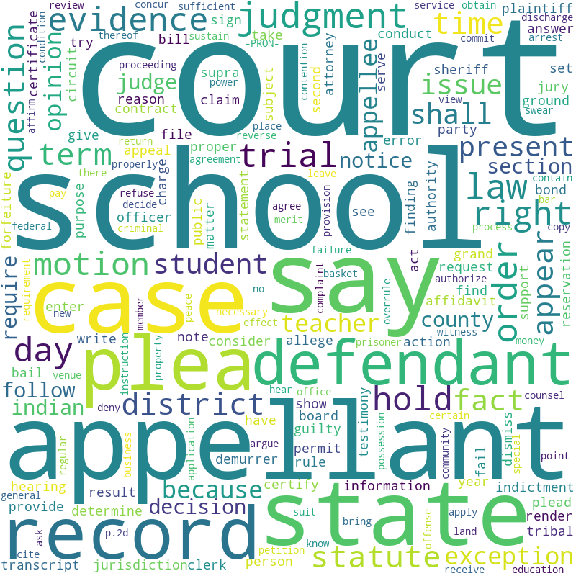 review concur sufficient
evidence
sign
obtain
service
plaintiff
discharge
thereof
bill
take
judgment
time
commit
answer
arrest
condition
sustain
-PRON-
try
conduct
court
question
opinion
affirm
certificate
circuit
proceeding
supra
judge
power
reason
claim
attorney
subject
convention
second
appellee
serve
sheriff
view
set
issue
jury
ground
swear
contract
file
place
reverse
shall
party
present
give
appeal
proper
trial
error
notice
section
term
return
agreement
law
contain
bond
bar
copy
school
forfeiture
purpose
there
properly
matter
public
statement
charge
officer
leave
provision
finding
authority
right
process
reservation
pay
refuse
decide
agree
merit
see
federal
criminal
act
order
appear
require
motion
student
no
failure
basket
say
complaint
authorize
grand
request
find
affidavit
support
requirement
enter
new
case
member
peace
necessary
effect
teacher
overrule
county
witness
day
write
note
consider
allege
prisoner
action
money
bail
venue
plea
instruction
property
defendant
follow
indian
deny
district
have
show
office
hear
board
argue
guilty
hold
fact
testimony
possession
counsel
dismiss
certain
community
special
point
hearing
regular
business
application
demurrer
permit
rule
appellant
because
certify
information
year
fail
indictment
plead
general
provide
result
determine
decision
suit
bring
offense
apply
land
render
tribal
ask
cite
record
p.2d
petition
know
state
statute
exception
transcript
jurisdiction
clerk
person
receive
education